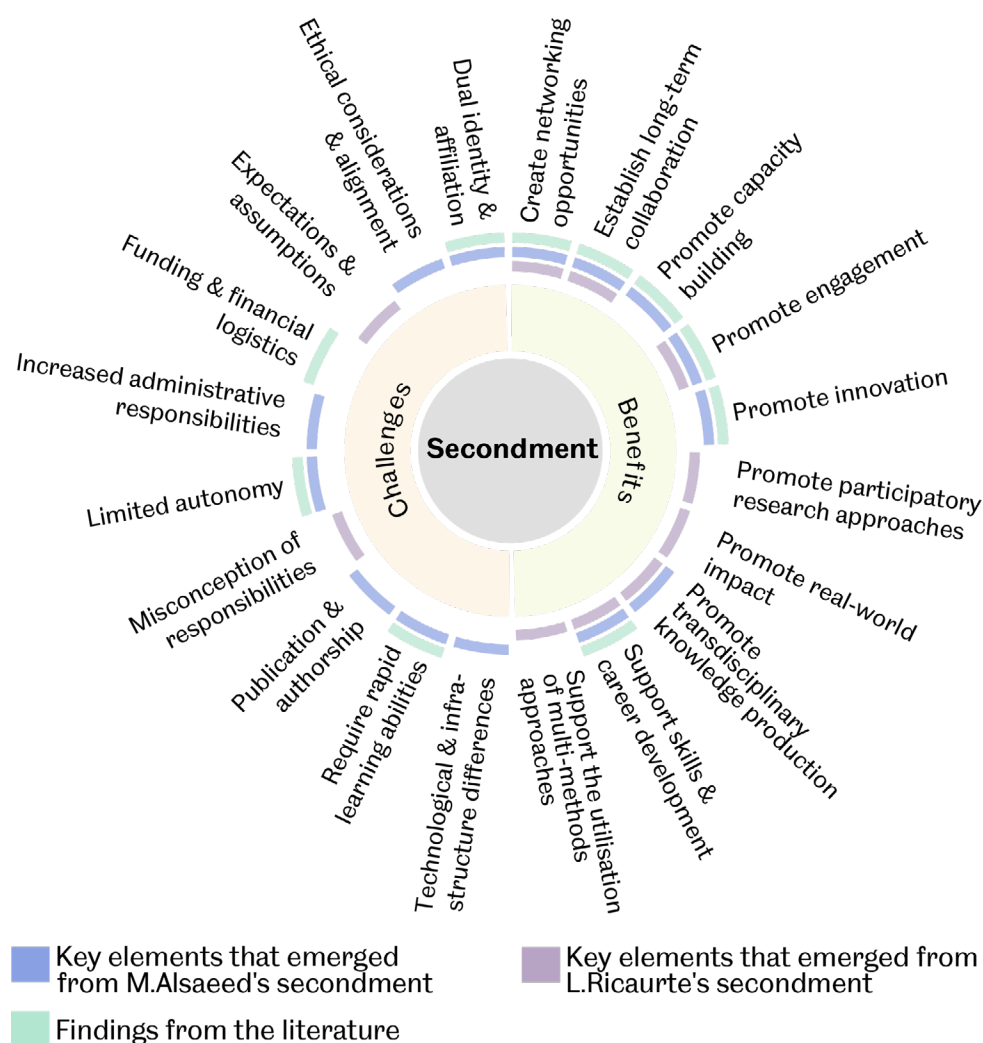 Secondment
Challenges
Benefits
Create networking
opportunities
Establish long-term
collaboration
Promote capacity
building
Promote engagement
Promote innovation
Promote participatory
research approaches
Promote real-world
impact
Promote
transdisciplinary
knowledge production
Support skills &
career development
Support the utilisation
of multi-methods
approaches
Technological & infra-
structure differences
Require rapid
learning abilities
Publication &
authorship
Misconception of
responsibilities
Limited autonomy
Increased administrative
responsibilities
Funding & financial
logistics
Expectations &
assumptions
Ethical considerations
& alignment
Dual identity &
affiliation
Key elements that emerged
from M.Alsaeed's secondment
Key elements that emerged from
L.Ricaurte's secondment
Findings from the literature